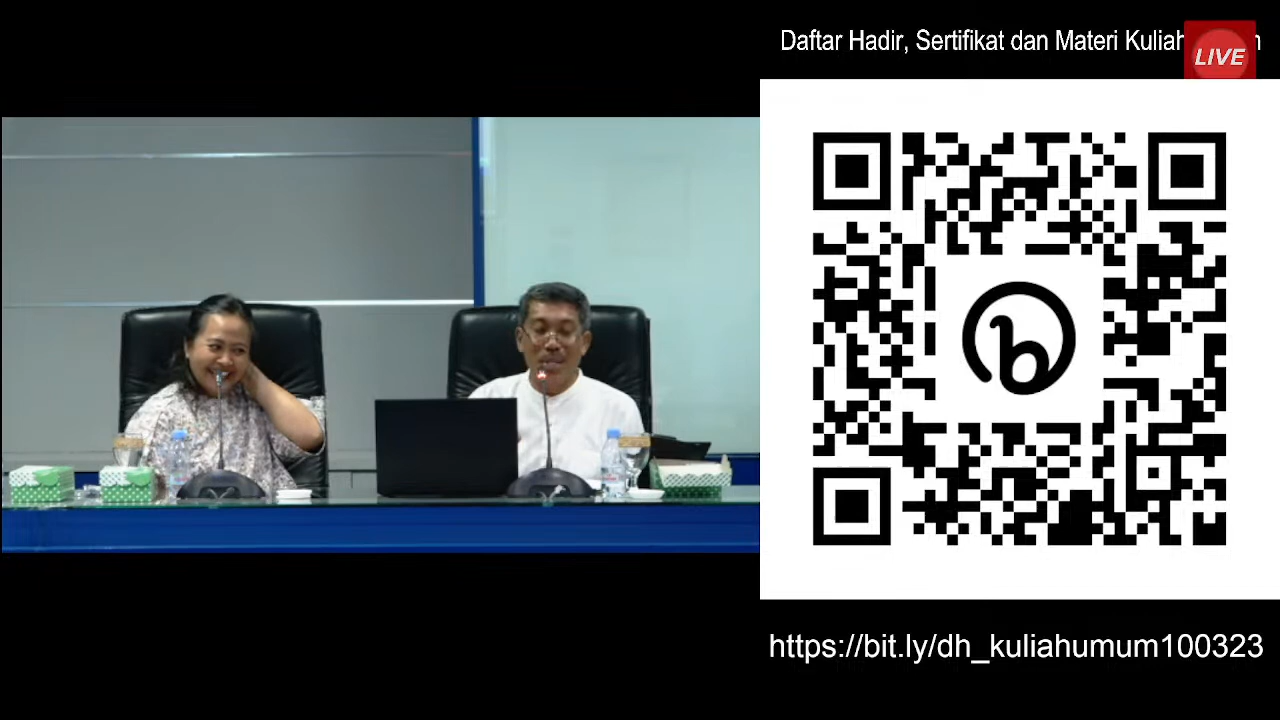 Daftar Hadir, Sertifikat dan Materi Kuliah
LIVE
https://bit.ly/dh_kuliahumum100323